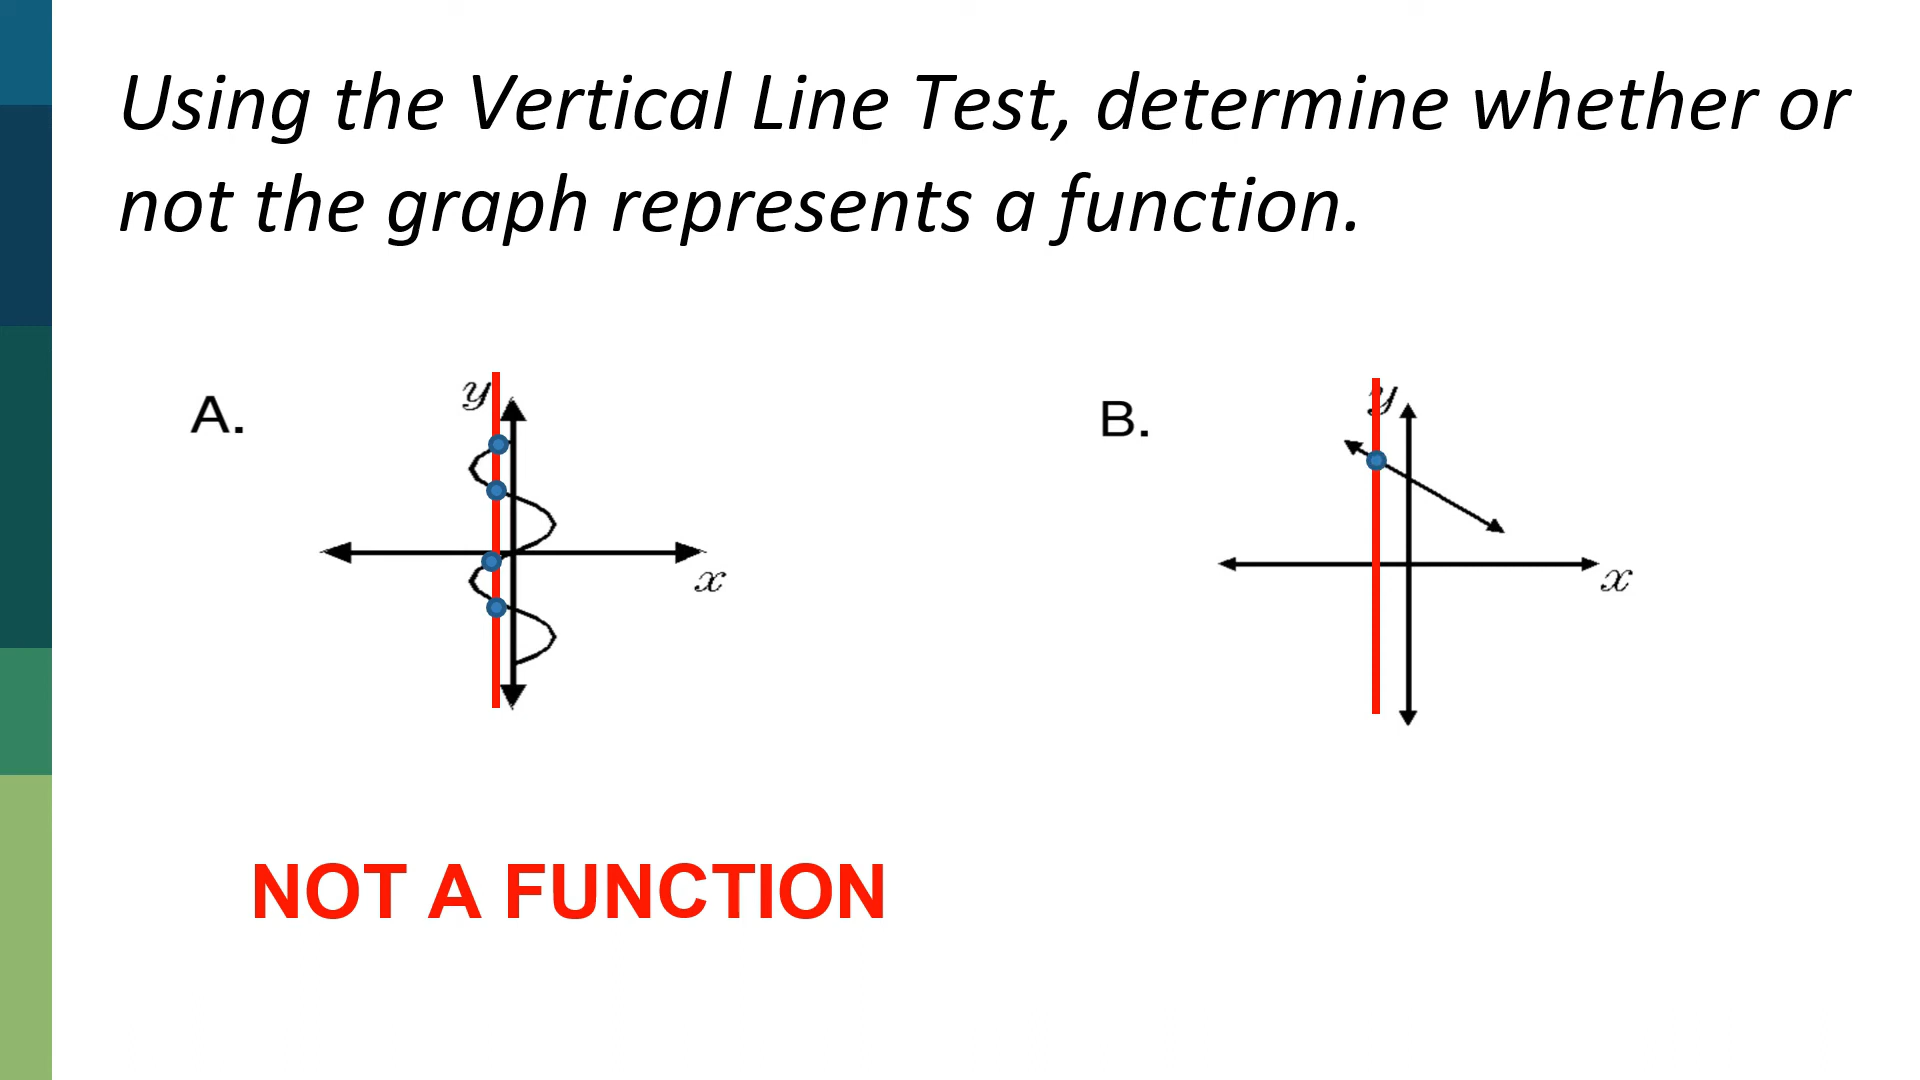 Using the Vertical Line Test, determine whether or
not the graph represents a function.
A.
y
x
B.
y
x
NOT A FUNCTION